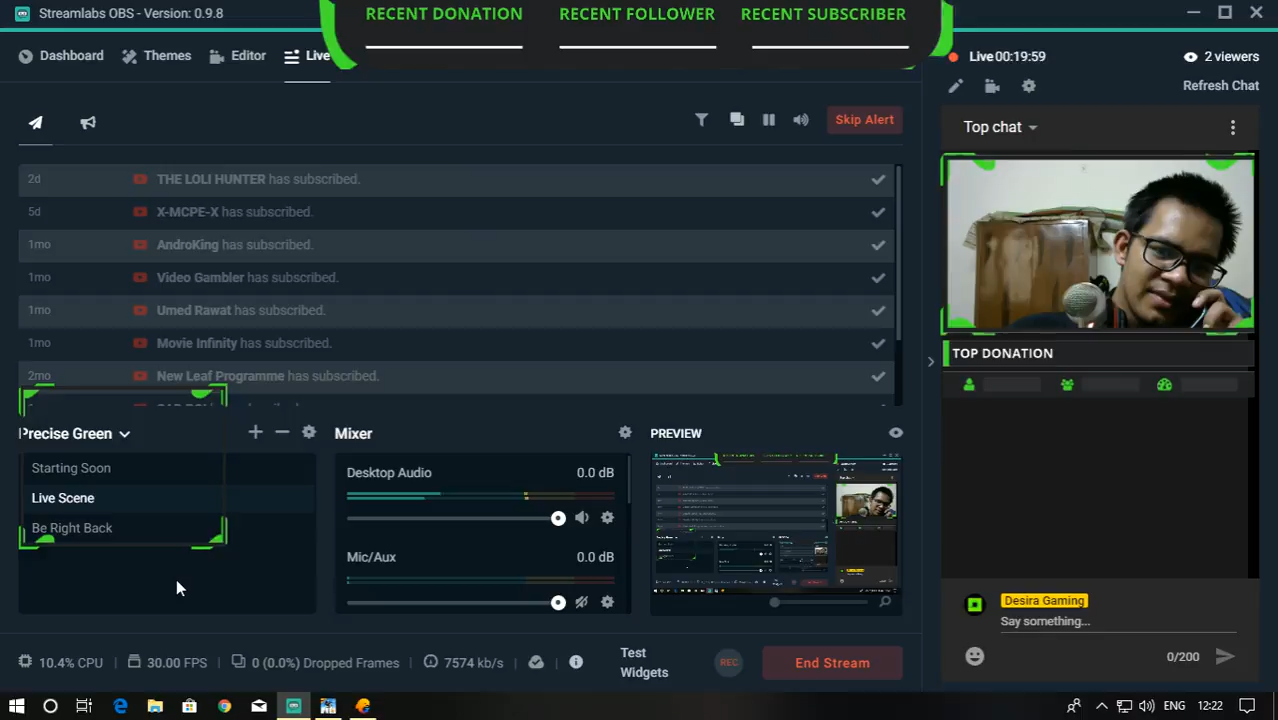 Streamlabs OBS - Version: 0.9.8
RECENT DONATION RECENT FOLLOWER RECENT SUBSCRIBER
Dashboard Themes Editor Live
Live 00:19:59 2 viewers
Refresh Chat
Skip Alert
Top chat
2d THE LOLI HUNTER has subscribed.
5d X-MCPE-X has subscribed.
1mo AndroKing has subscribed.
1mo Video Gambler has subscribed.
1mo Umed Rawat has subscribed.
1mo Movie Infinity has subscribed.
2mo New Leaf Programme has subscribed.
TOP DONATION
Precise Green
Starting Soon
Live Scene
Be Right Back
Mixer
Desktop Audio 0.0 dB
Mic/Aux 0.0 dB
PREVIEW
Desira Gaming
Say something...
0/200
10.4% CPU 30.00 FPS 0 (0.0%) Dropped Frames 7574 kb/s
Test
Widgets
REC
End Stream
ENG 12:22